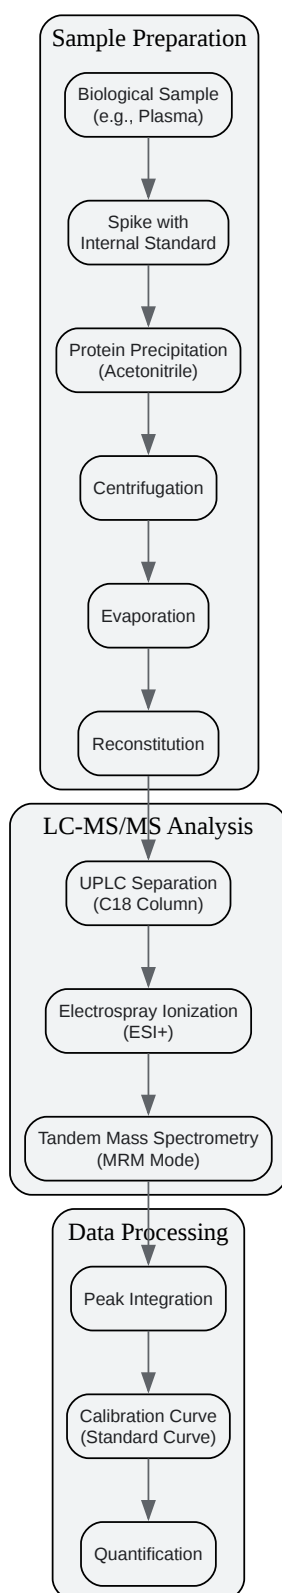 Sample Preparation
Biological Sample
(e.g., Plasma)
Spike with
Internal Standard
Protein Precipitation
(Acetonitrile)
Centrifugation
Evaporation
Reconstitution
LC-MS/MS Analysis
UPLC Separation
(C18 Column)
Electrospray Ionization
(ESI+)
Tandem Mass Spectrometry
(MRM Mode)
Data Processing
Peak Integration
Calibration Curve
(Standard Curve)
Quantification